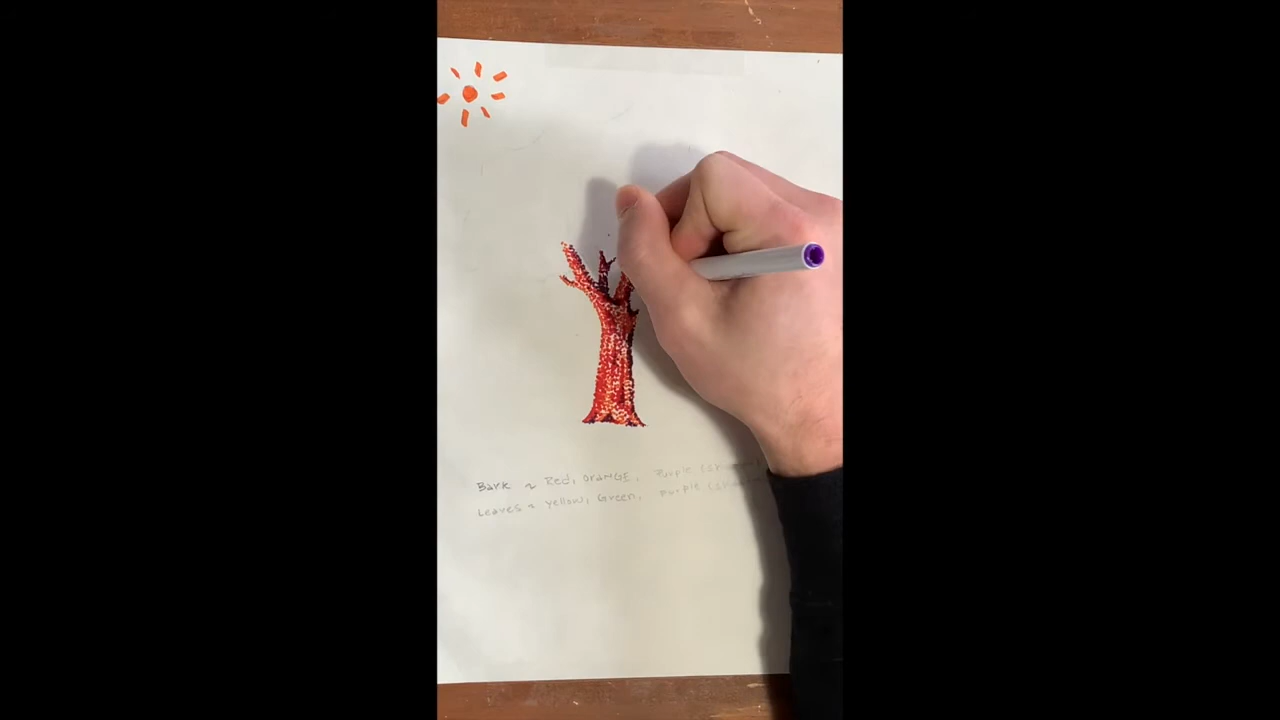 Bark ~ Red, Orange, Purple
Leaves ~ Yellow, Green, Purple